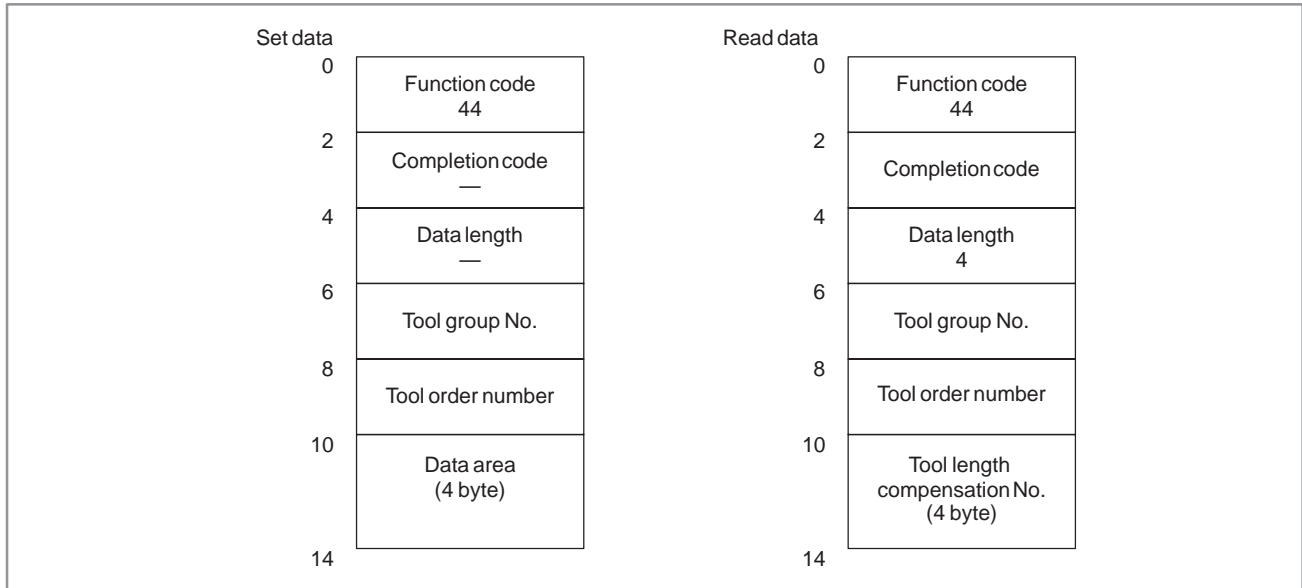 Set data
0
Function code
44
2
Completion code
—
4
Data length
—
6
Tool group No.
8
Tool order number
10
Data area
(4 byte)
14
Read data
0
Function code
44
2
Completion code
4
Data length
4
6
Tool group No.
8
Tool order number
10
Tool length
compensation No.
(4 byte)
14